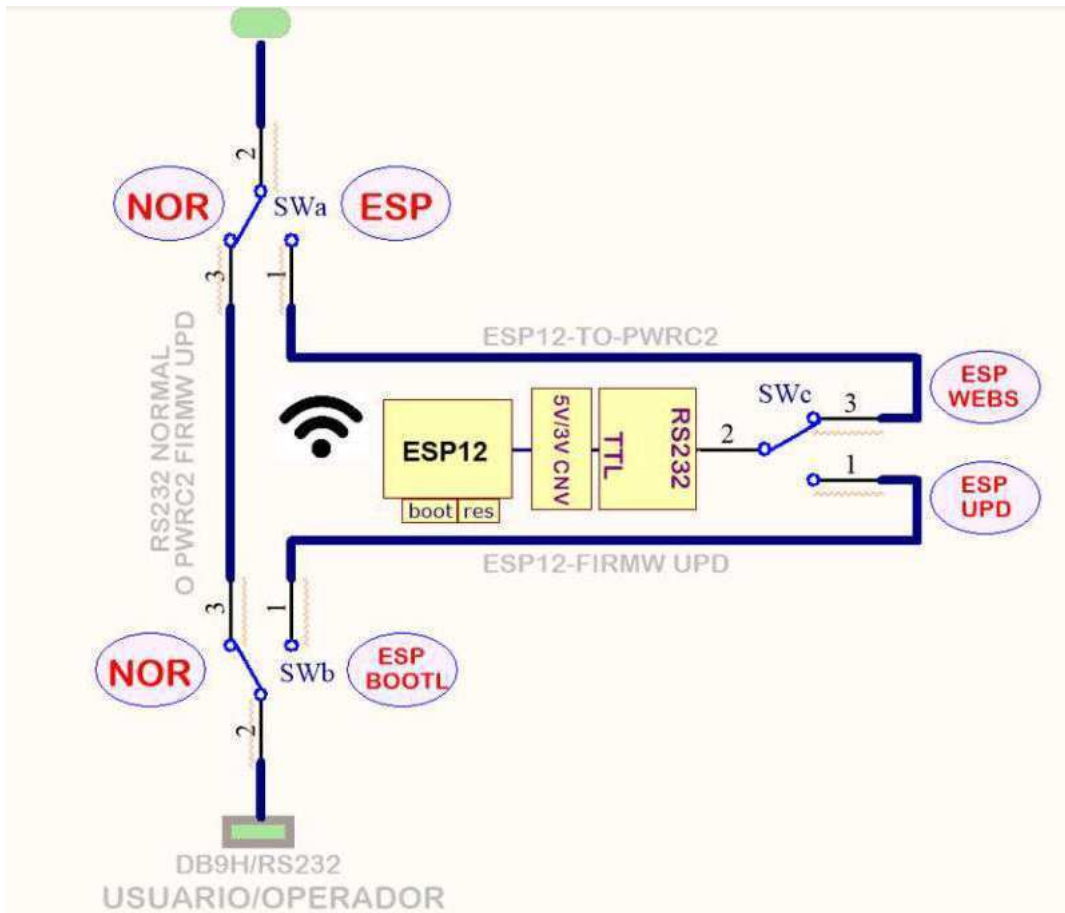 2
NOR
SWa
ESP
3
1
RS232 NORMAL
O PWRC2 FIRMW UPD
ESP12-TO-PWRC2
ESP
WEBS
SWc
3
ESP12
5V/3V CNV
TTL
RS232
2
boot
res
1
ESP
UPD
ESP12-FIRMW UPD
3
1
NOR
SWb
ESP
BOOTL
2
DB9H/RS232
USUARIO/OPERADOR